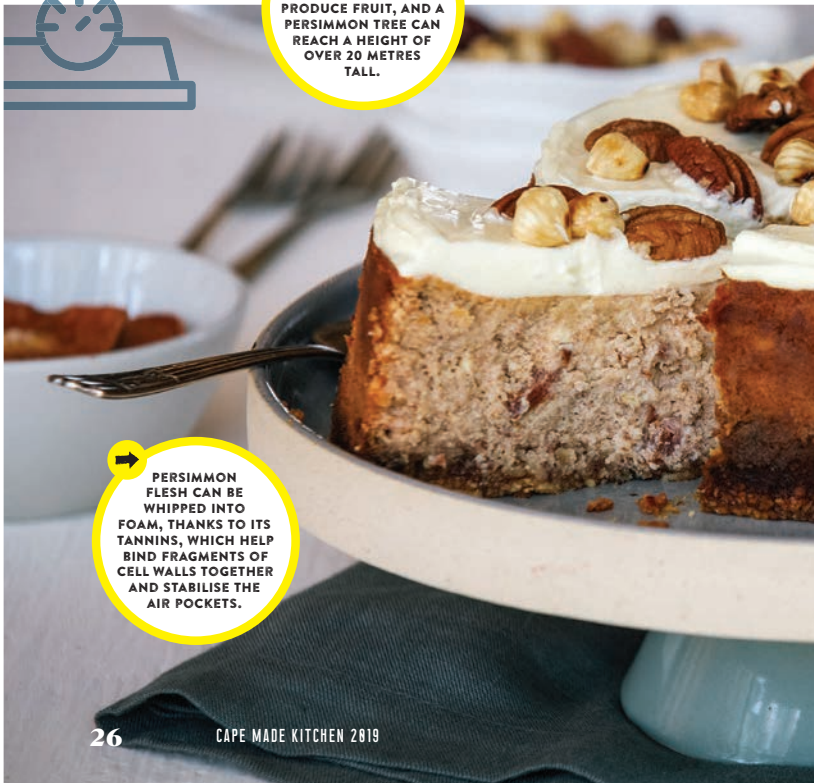 PRODUCE FRUIT, AND A
PERSIMMON TREE CAN
REACH A HEIGHT OF
OVER 20 METRES
TALL.
PERSIMMON
FLESH CAN BE
WHIPPED INTO
FOAM, THANKS TO ITS
TANNINS, WHICH HELP
BIND FRAGMENTS OF
CELL WALLS TOGETHER
AND STABILISE THE
AIR POCKETS.
26
CAPE MADE KITCHEN 2019